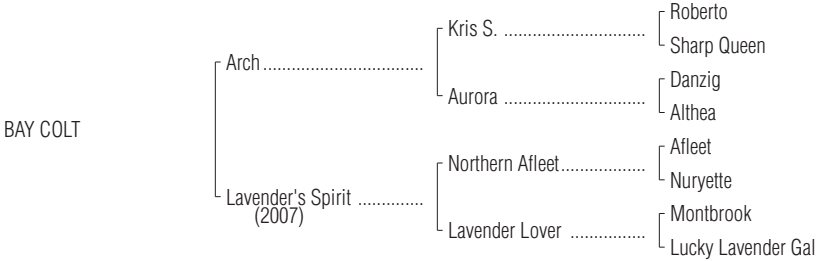 Roberto
Kris S. ..............................
Sharp Queen
Arch..................................
Danzig
Aurora ..............................
Althea
BAY COLT
Afleet
Northern Afleet..................
Nuryette
Lavender's Spirit ..............
(2007)
Montbrook
Lavender Lover ................
Lucky Lavender Gal